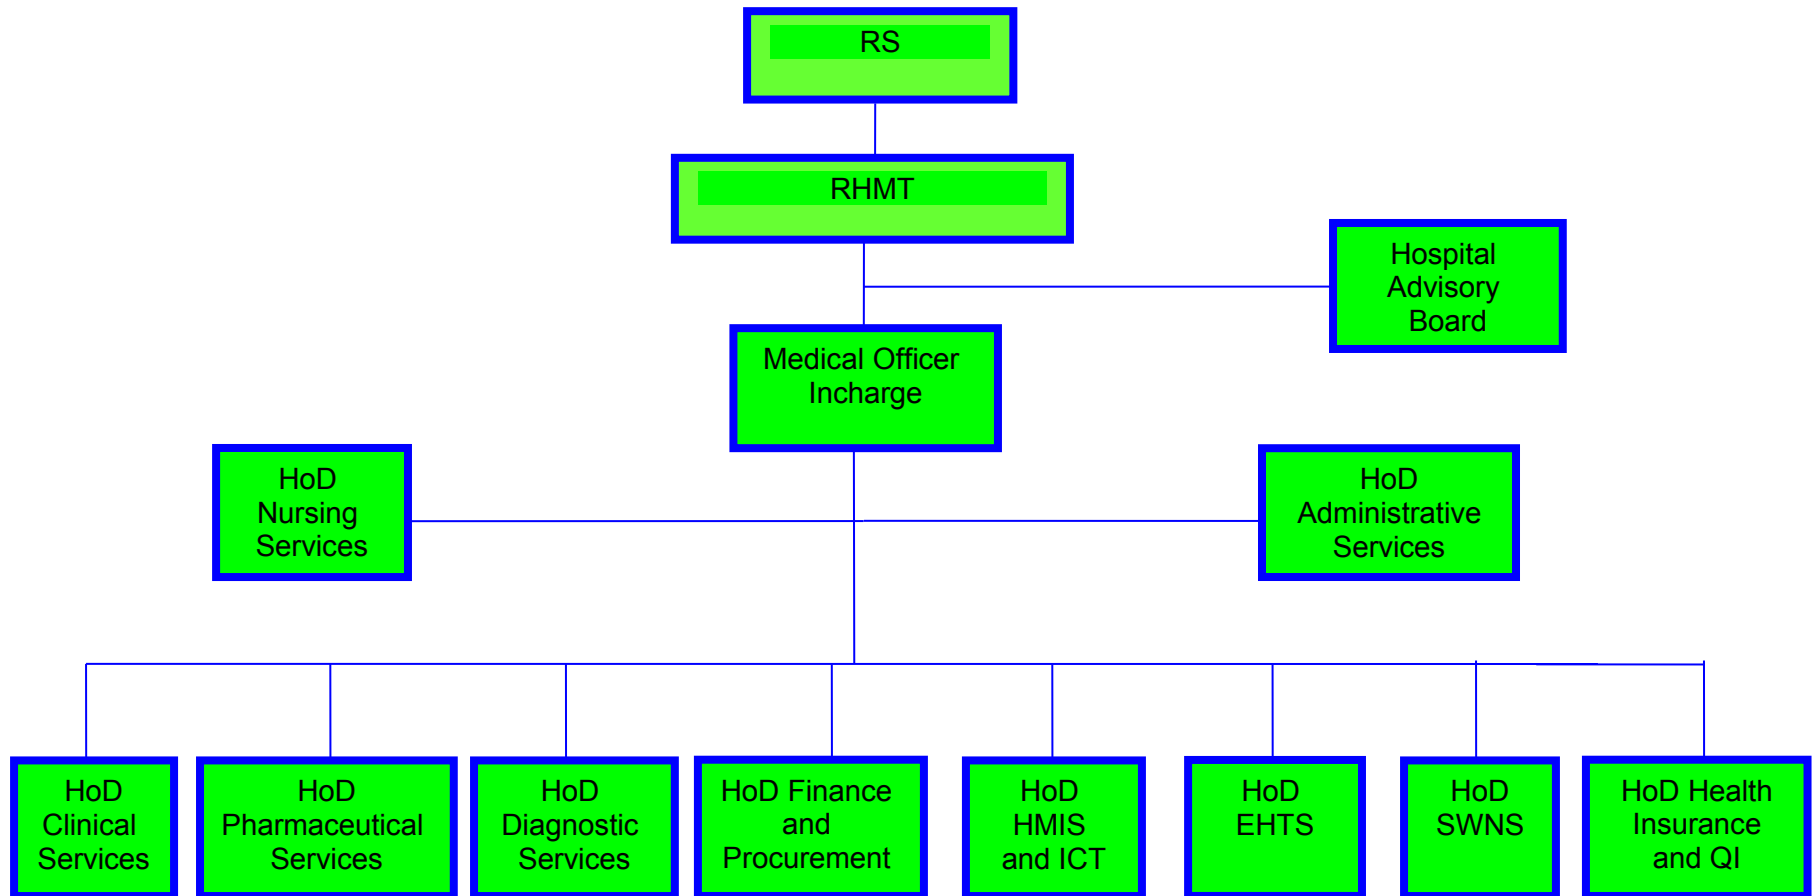 RS
RHMT
Hospital
Advisory
Board
Medical Officer
Incharge
HoD
Nursing
Services
HoD
Administrative
Services
HoD
Clinical
Services
HoD
Pharmaceutical
Services
HoD
Diagnostic
Services
HoD Finance
and
Procurement
HoD
HMIS
and ICT
HoD
EHTS
HoD
SWNS
HoD Health
Insurance
and QI